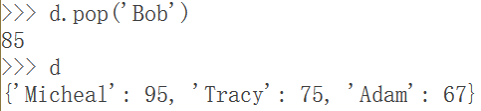 >>> d.pop('Bob')
85
>>> d
{'Micheal': 95, 'Tracy': 75, 'Adam': 67}